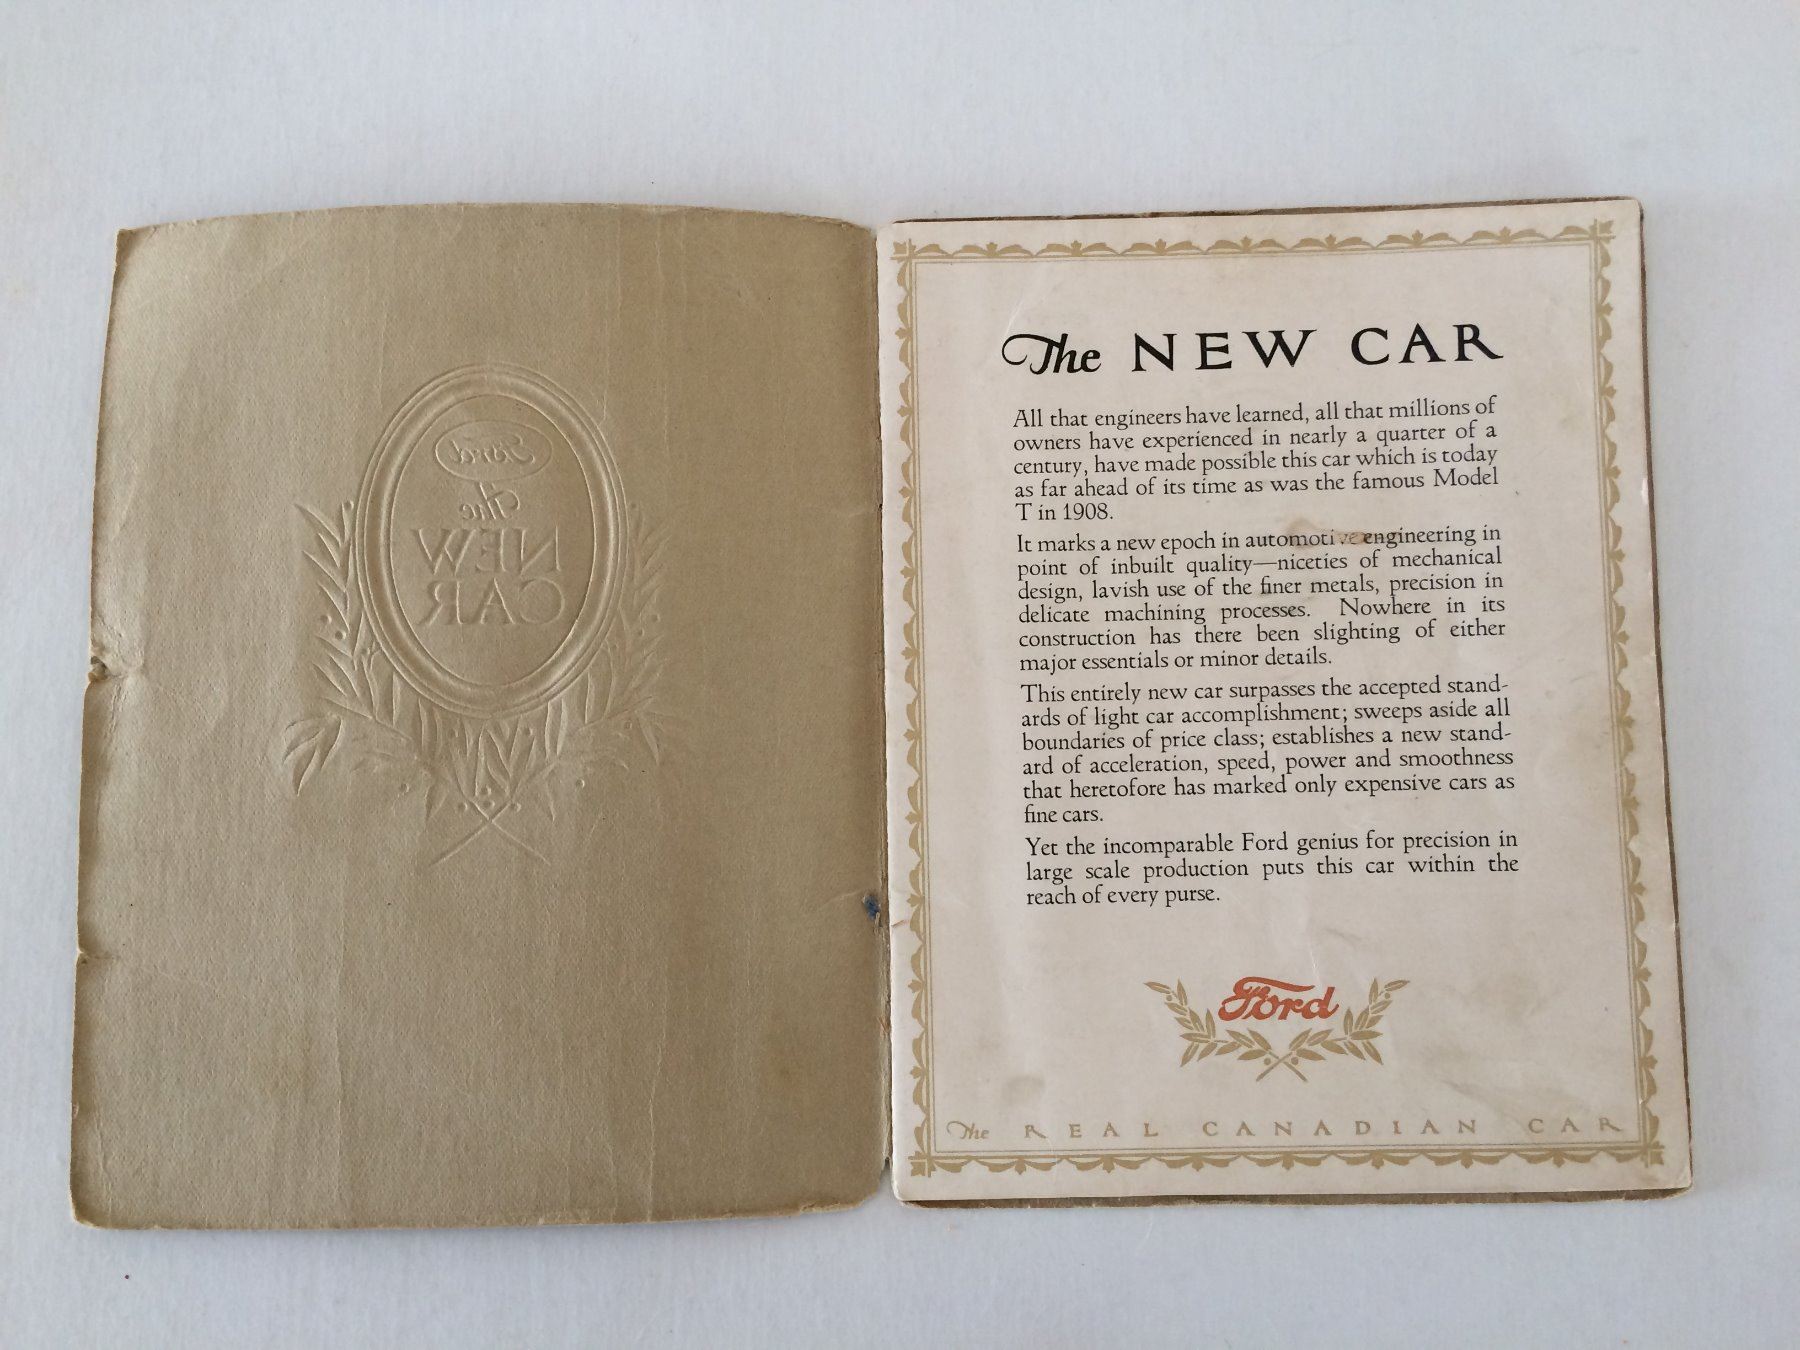 Ford
The
NEW
CAR
The NEW CAR
All that engineers have learned, all that millions of
owners have experienced in nearly a quarter of a
century, have made possible this car which is today
as far ahead of its time as was the famous Model
T in 1908.
It marks a new epoch in automotive engineering in
point of inbuilt quality—niceties of mechanical
design, lavish use of the finer metals, precision in
delicate machining processes. Nowhere in its
construction has there been slighting of either
major essentials or minor details.
This entirely new car surpasses the accepted stand-
ards of light car accomplishment; sweeps aside all
boundaries of price class; establishes a new stand-
ard of acceleration, speed, power and smoothness
that heretofore has marked only expensive cars as
fine cars.
Yet the incomparable Ford genius for precision in
large scale production puts this car within the
reach of every purse.
Ford
The REAL CANADIAN CAR